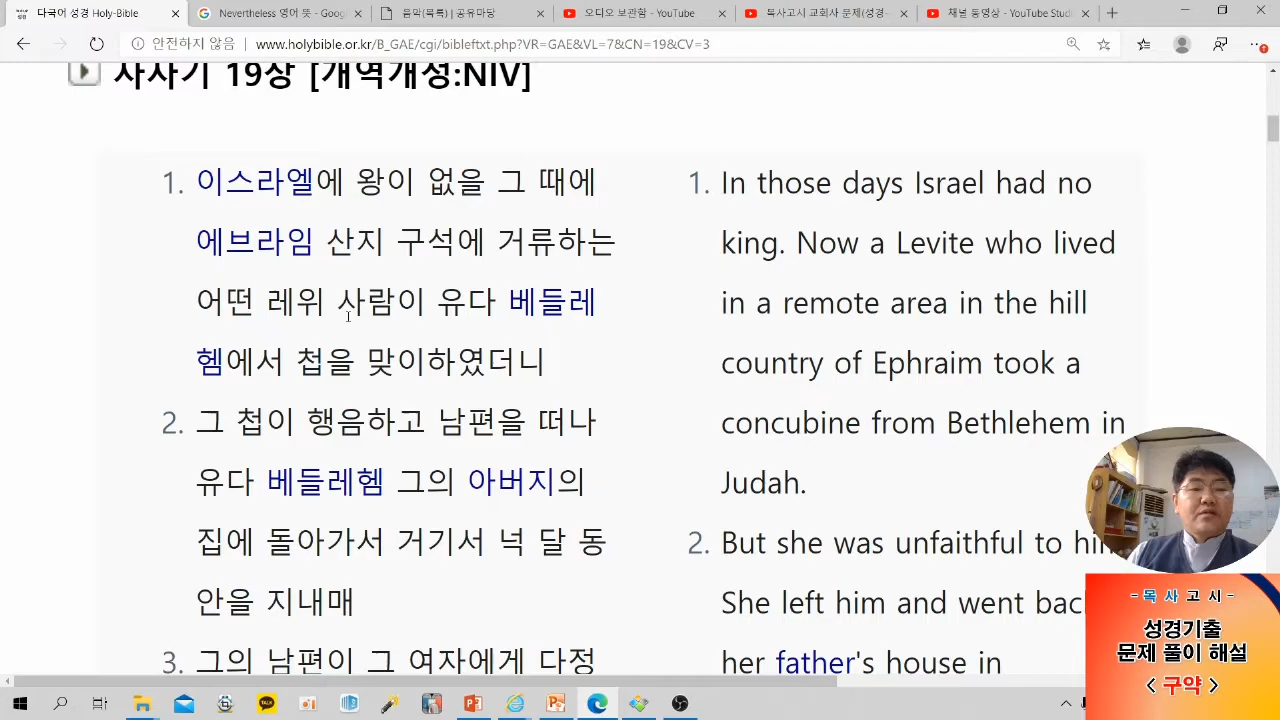 다국어 성경 Holy-Bible
Nevertheless 영어 뜻 - Goog
음악(목록) | 공유마당
오디오 보관함 - YouTube
목사고시 교회사 문제(성경-
채널 동영상 - YouTube Stud
안전하지 않음
www.holybible.or.kr/B_GAE/cgi/bibleftxt.php?VR=GAE&VL=7&CN=19&CV=3
사사기 19장 [개역개정:NIV]
1. 이스라엘에 왕이 없을 그 때에
에브라임 산지 구석에 거류하는
어떤 레위 사람이 유다 베들레
헴에서 첩을 맞이하였더니
2. 그 첩이 행음하고 남편을 떠나
유다 베들레헴 그의 아버지의
집에 돌아가서 거기서 넉 달 동
안을 지내매
3. 그의 남편이 그 여자에게 다정
1. In those days Israel had no
king. Now a Levite who lived
in a remote area in the hill
country of Ephraim took a
concubine from Bethlehem in
Judah.
2. But she was unfaithful to him
She left him and went bac
her father's house in
- 목 사 고 시 -
성경기출
문제 풀이 해설
< 구약 >